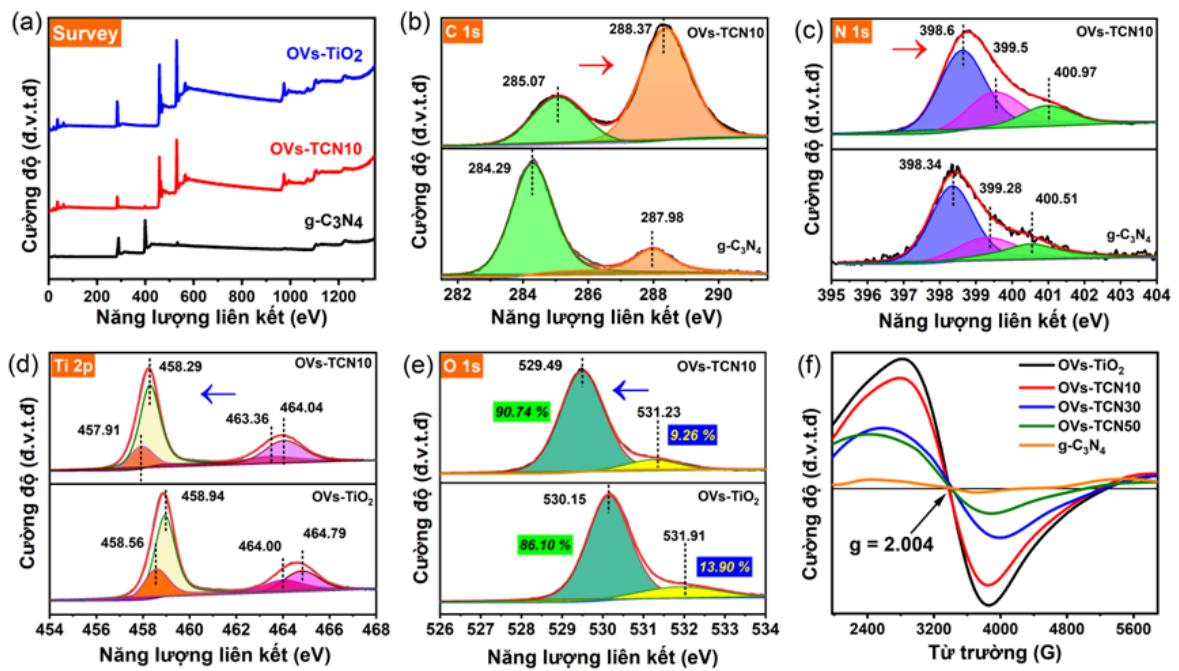 (a)
Survey
OVs-TiO2
OVs-TCN10
g-C3N4
Cường độ (đ.v.t.đ)
0 200 400 600 800 1000 1200
Năng lượng liên kết (eV)
(b)
C 1s
288.37
OVs-TCN10
285.07
284.29
287.98
g-C3N4
Cường độ (đ.v.t.đ)
282 284 286 288 290
Năng lượng liên kết (eV)
(c)
N 1s
398.6
OVs-TCN10
399.5
400.97
398.34
399.28
400.51
g-C3N4
Cường độ (đ.v.t.đ)
395 396 397 398 399 400 401 402 403 404
Năng lượng liên kết (eV)
(d)
Ti 2p
458.29
OVs-TCN10
457.91
463.36
464.04
458.94
OVs-TiO2
458.56
464.00
464.79
Cường độ (đ.v.t.đ)
454 456 458 460 462 464 466 468
Năng lượng liên kết (eV)
(e)
O 1s
529.49
OVs-TCN10
90.74 %
531.23
9.26 %
530.15
OVs-TiO2
86.10 %
531.91
13.90 %
Cường độ (đ.v.t.đ)
526 527 528 529 530 531 532 533 534
Năng lượng liên kết (eV)
(f)
OVs-TiO2
OVs-TCN10
OVs-TCN30
OVs-TCN50
g-C3N4
g = 2.004
Cường độ (đ.v.t.đ)
2400 3200 4000 4800 5600
Từ trường (G)